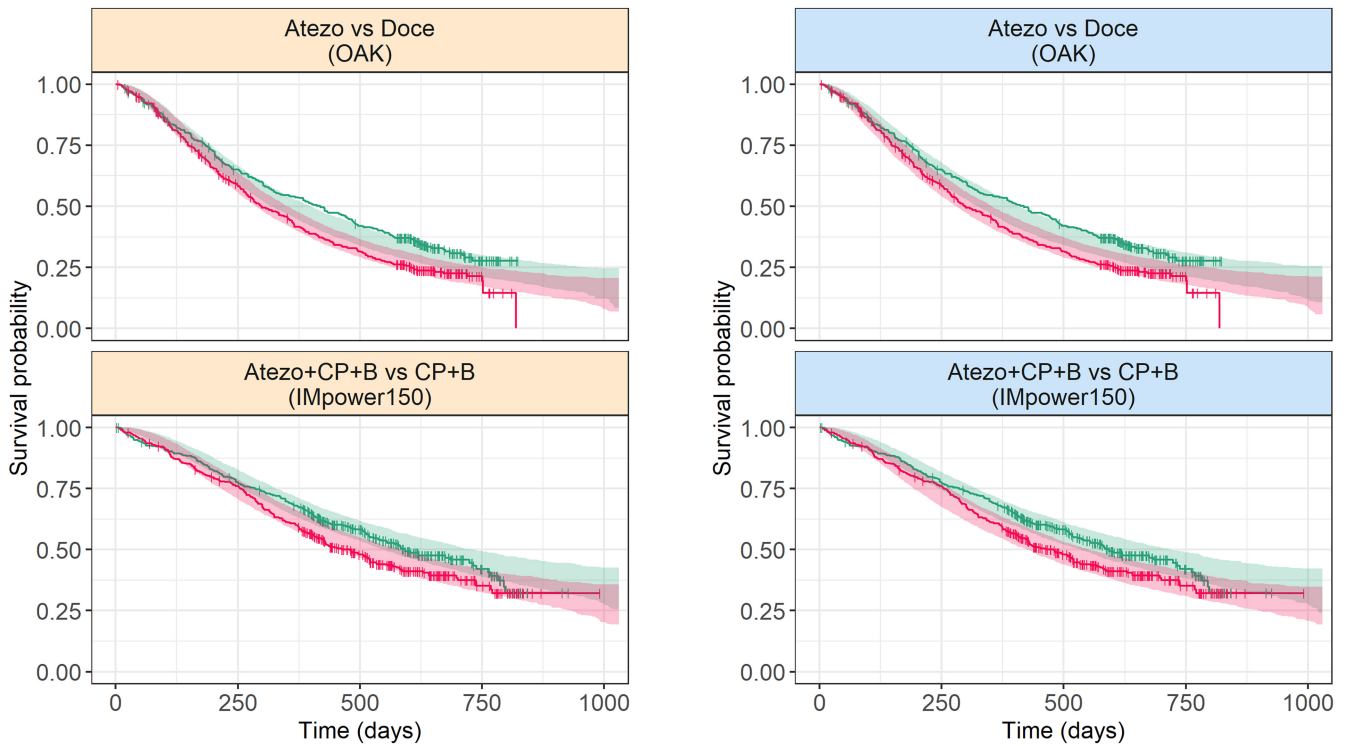 Atezo vs Doce
(OAK)
1.00
0.75
0.50
0.25
0.00
Atezo+CP+B vs CP+B
(IMpower150)
1.00
0.75
0.50
0.25
0.00
Survival probability
Survival probability
0 250 500 750 1000
Time (days)
Atezo vs Doce
(OAK)
1.00
0.75
0.50
0.25
0.00
Atezo+CP+B vs CP+B
(IMpower150)
1.00
0.75
0.50
0.25
0.00
Survival probability
Survival probability
0 250 500 750 1000
Time (days)